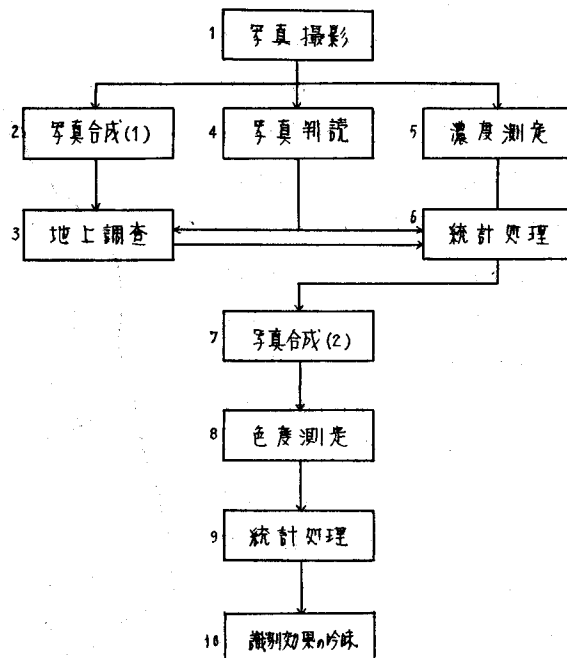 1 写真撮影
2 写真合成(1)
4 写真判読
5 濃度測定
3 地上調査
6 統計処理
7 写真合成(2)
8 色度測定
9 統計処理
10 識別効果の吟味